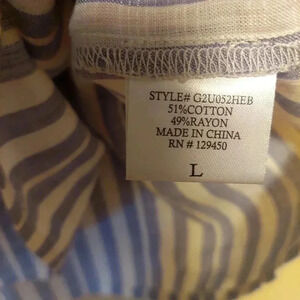 STYLE# G2U052HEB
51%COTTON
49%RAYON
MADE IN CHINA
RN # 129450
L